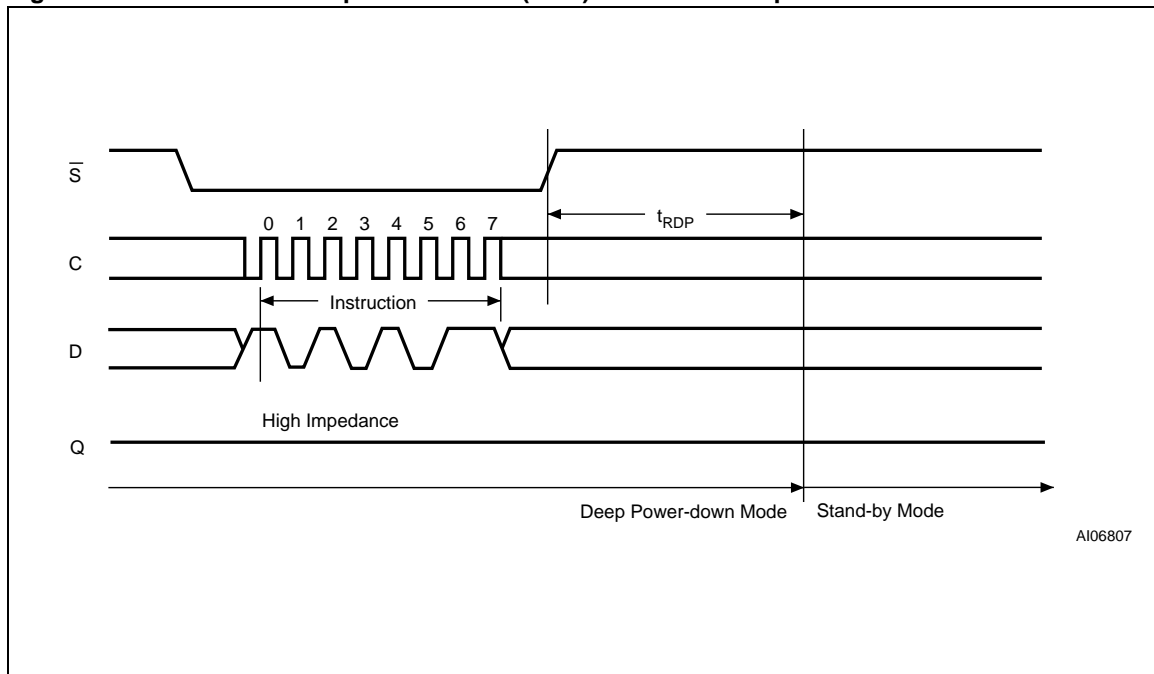 S̅
tRDP
0 1 2 3 4 5 6 7
C
Instruction
D
High Impedance
Q
Deep Power-down Mode Stand-by Mode
AI06807